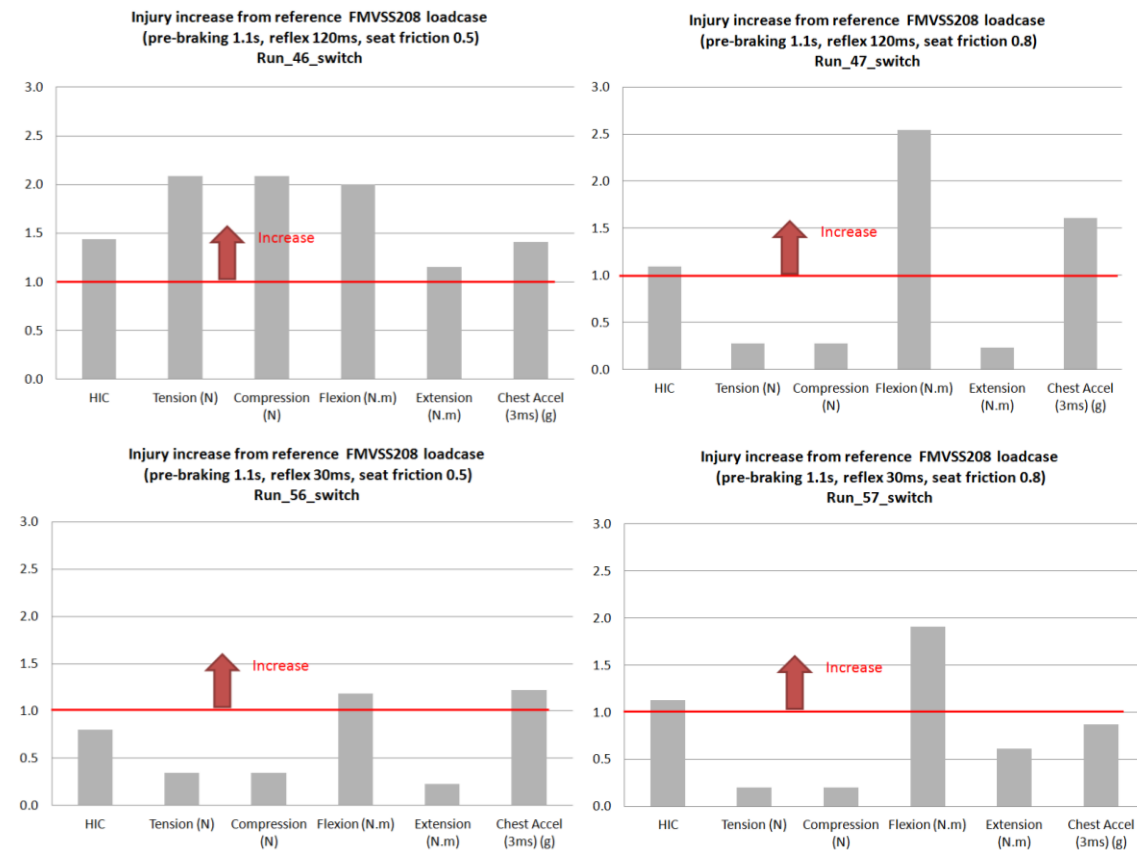 Injury increase from reference FMVSS208 loadcase
(pre-braking 1.1s, reflex 120ms, seat friction 0.5)
Run_46_switch
3.0
2.5
2.0
1.5
1.0
0.5
0.0
Increase
HIC
Tension (N)
Compression
(N)
Flexion (N.m)
Extension
(N.m)
Chest Accel
(3ms) (g)
Injury increase from reference FMVSS208 loadcase
(pre-braking 1.1s, reflex 120ms, seat friction 0.8)
Run_47_switch
3.0
2.5
2.0
1.5
1.0
0.5
0.0
Increase
HIC
Tension (N)
Compression
(N)
Flexion (N.m)
Extension
(N.m)
Chest Accel
(3ms) (g)
Injury increase from reference FMVSS208 loadcase
(pre-braking 1.1s, reflex 30ms, seat friction 0.5)
Run_56_switch
3.0
2.5
2.0
1.5
1.0
0.5
0.0
Increase
HIC
Tension (N)
Compression
(N)
Flexion (N.m)
Extension
(N.m)
Chest Accel
(3ms) (g)
Injury increase from reference FMVSS208 loadcase
(pre-braking 1.1s, reflex 30ms, seat friction 0.8)
Run_57_switch
3.0
2.5
2.0
1.5
1.0
0.5
0.0
Increase
HIC
Tension (N)
Compression
(N)
Flexion (N.m)
Extension
(N.m)
Chest Accel
(3ms) (g)